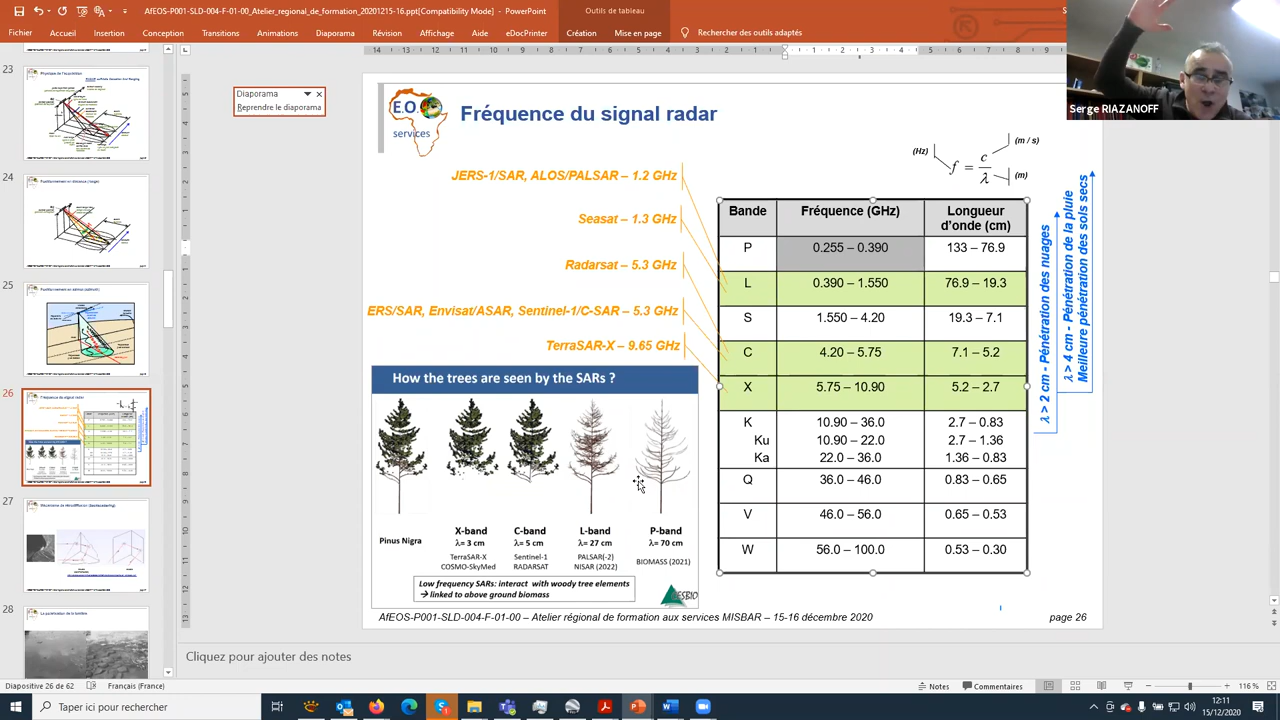 AfEOS-P001-SLD-004-F-01-00_Atelier_regional_de_formation_20201215-16.ppt[Compatibility Mode] - PowerPoint
Outils de tableau
Fichier
Accueil
Insertion
Conception
Transitions
Animations
Diaporama
Révision
Affichage
Aide
eDocPrinter
Création
Mise en page
Rechercher des outils adaptés
Serge RIAZANOFF
Diaporama
Reprendre le diaporama
23
24
25
26
27
28
E.O.
services
Fréquence du signal radar
(Hz)
f = c / λ
(m / s)
(m)
JERS-1/SAR, ALOS/PALSAR – 1.2 GHz
Seasat – 1.3 GHz
Radarsat – 5.3 GHz
ERS/SAR, Envisat/ASAR, Sentinel-1/C-SAR – 5.3 GHz
TerraSAR-X – 9.65 GHz
Bande Fréquence (GHz) Longueur d'onde (cm)
P 0.255 – 0.390 133 – 76.9
L 0.390 – 1.550 76.9 – 19.3
S 1.550 – 4.20 19.3 – 7.1
C 4.20 – 5.75 7.1 – 5.2
X 5.75 – 10.90 5.2 – 2.7
K 10.90 – 36.0 2.7 – 0.83
Ku 10.90 – 22.0 2.7 – 1.36
Ka 22.0 – 36.0 1.36 – 0.83
Q 36.0 – 46.0 0.83 – 0.65
V 46.0 – 56.0 0.65 – 0.53
W 56.0 – 100.0 0.53 – 0.30
λ > 2 cm - Pénétration des nuages
λ > 4 cm - Pénétration de la pluie
Meilleure pénétration des sols secs
How the trees are seen by the SARs ?
Pinus Nigra
X-band
λ= 3 cm
TerraSAR-X
COSMO-SkyMed
C-band
λ= 5 cm
Sentinel-1
RADARSAT
L-band
λ= 27 cm
PALSAR(-2)
NISAR (2022)
P-band
λ= 70 cm
BIOMASS (2021)
Low frequency SARs: interact with woody tree elements
→ linked to above ground biomass
AfEOS-P001-SLD-004-F-01-00 – Atelier régional de formation aux services MISBAR – 15-16 décembre 2020
page 26
Cliquez pour ajouter des notes
Diapositive 26 de 62
Français (France)
Notes
Commentaires
116 %
Taper ici pour rechercher
12:11
15/12/2020